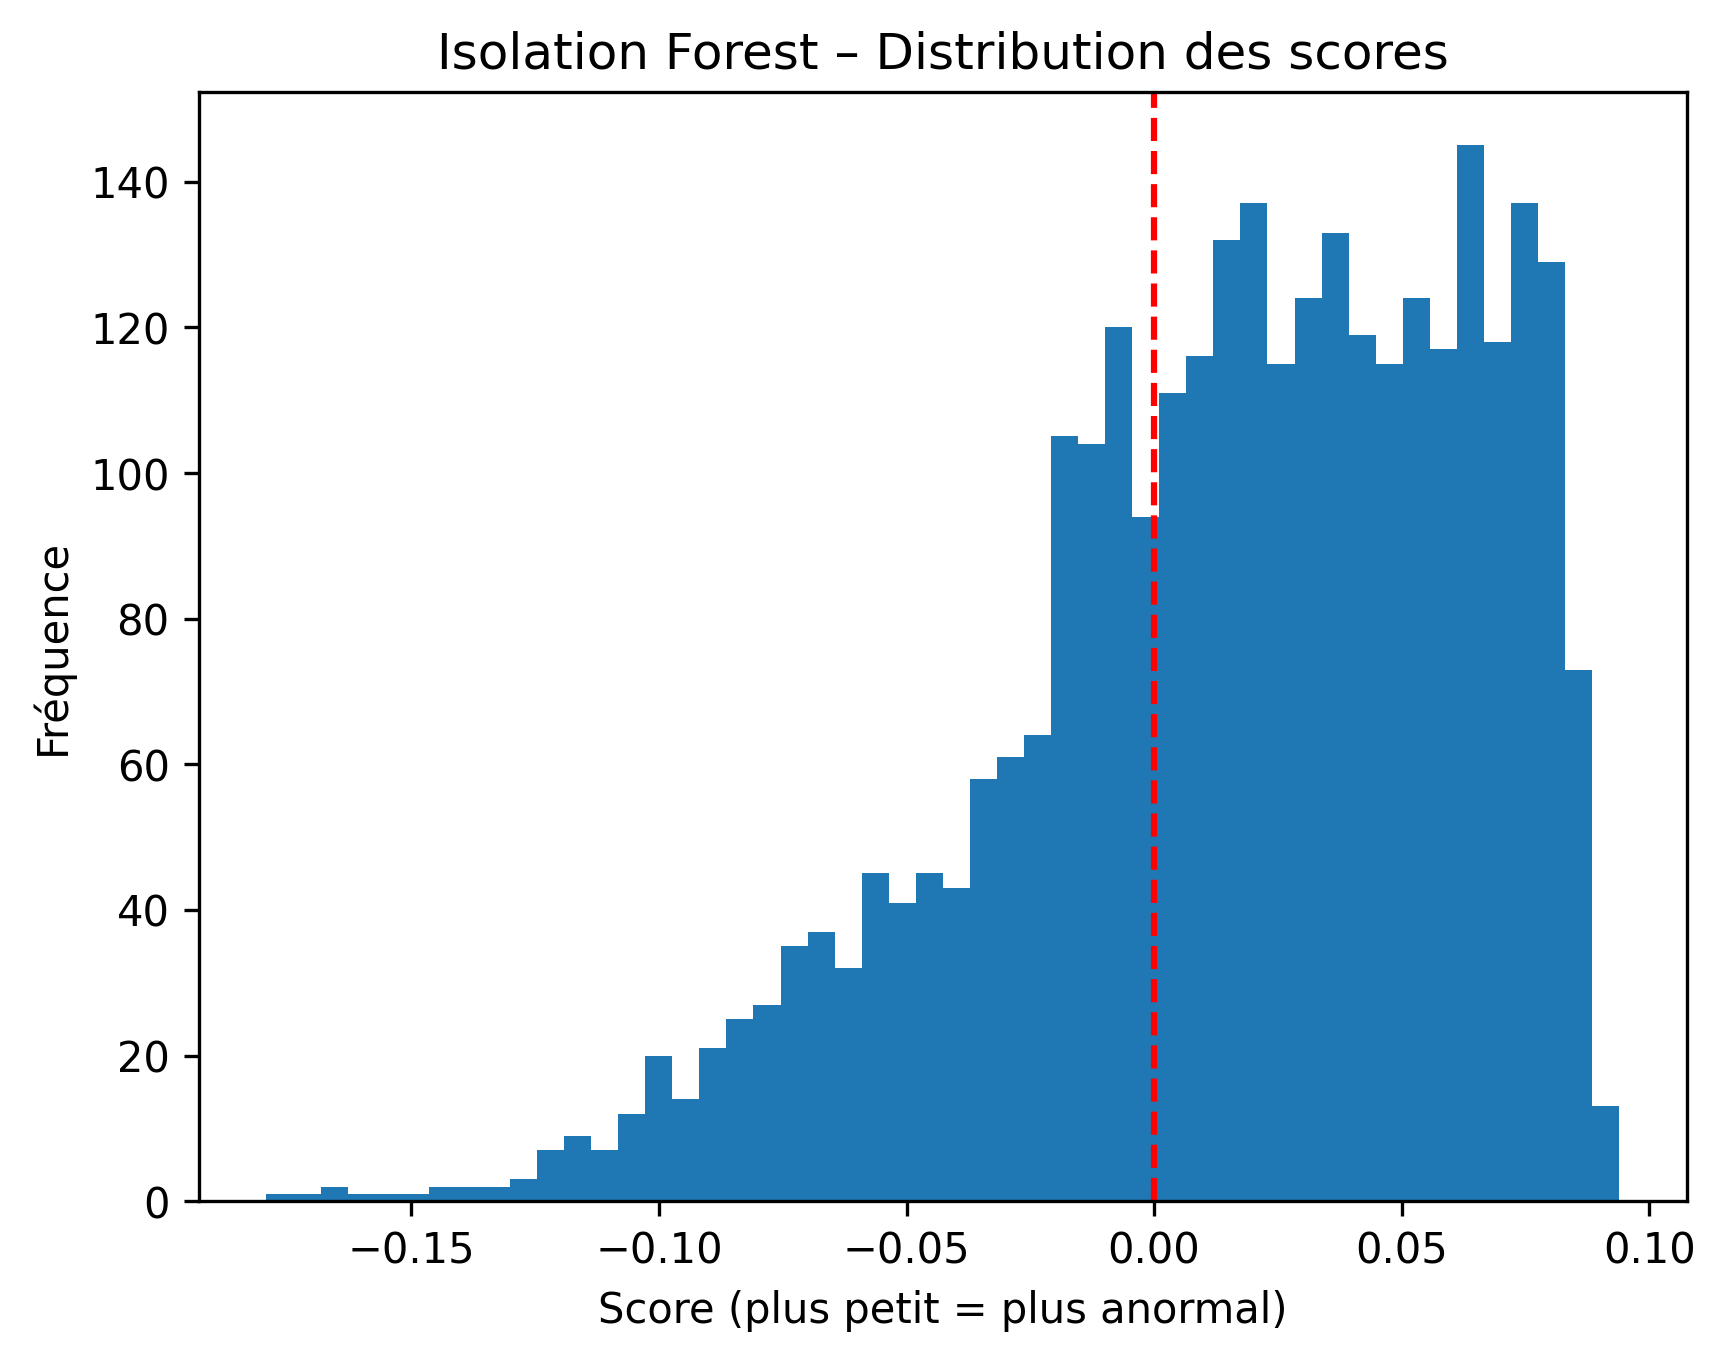 Isolation Forest – Distribution des scores
Fréquence
140
120
100
80
60
40
20
0
−0.15 −0.10 −0.05 0.00 0.05 0.10
Score (plus petit = plus anormal)